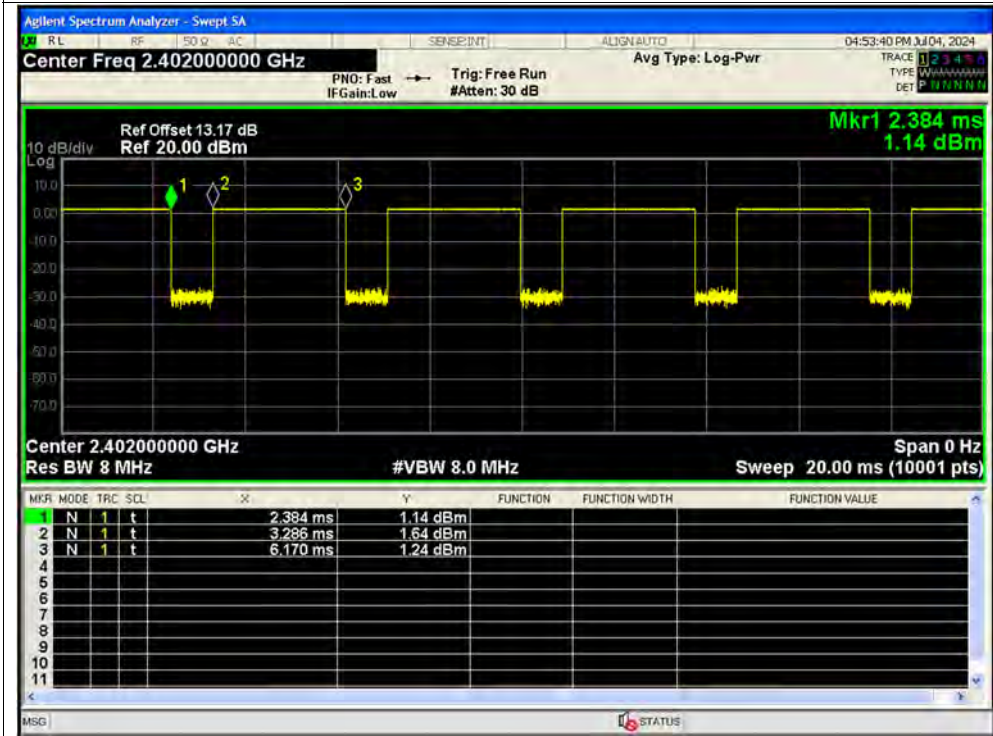 Agilent Spectrum Analyzer - Swept SA
RL RF 50 Ω AC SENSE:INT ALIGN AUTO 04:53:40 PM Jul 04, 2024
Center Freq 2.402000000 GHz
PNO: Fast
IFGain:Low
Trig: Free Run
#Atten: 30 dB
Avg Type: Log-Pwr
TRACE 1 2 3 4 5 6
TYPE W
DET P N N N N N
Mkr1 2.384 ms
1.14 dBm
Ref Offset 13.17 dB
10 dB/div Ref 20.00 dBm
Log
1 2 3
10.0
0.00
-10.0
-20.0
-30.0
-40.0
-50.0
-60.0
-70.0
Center 2.402000000 GHz Span 0 Hz
Res BW 8 MHz #VBW 8.0 MHz Sweep 20.00 ms (10001 pts)
MKR MODE TRC SCL X Y FUNCTION FUNCTION WIDTH FUNCTION VALUE
1 N 1 t 2.384 ms 1.14 dBm
2 N 1 t 3.286 ms 1.64 dBm
3 N 1 t 6.170 ms 1.24 dBm
4
5
6
7
8
9
10
11
MSG STATUS